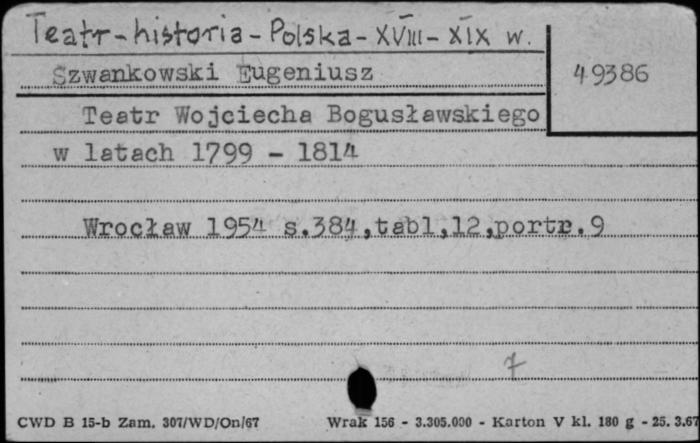 Teatr-historia-Polska-XVIII-XIX w.
Szwankowski Eugeniusz
49386
Teatr Wojciecha Bogusławskiego
w latach 1799 - 1814
Wrocław 1954 s.384,tabl,12,portr.9
7
CWD B 15-b Zam. 307/WD/On/67 Wrak 156 - 3.305.000 - Karton V kl. 180 g - 25. 3.67